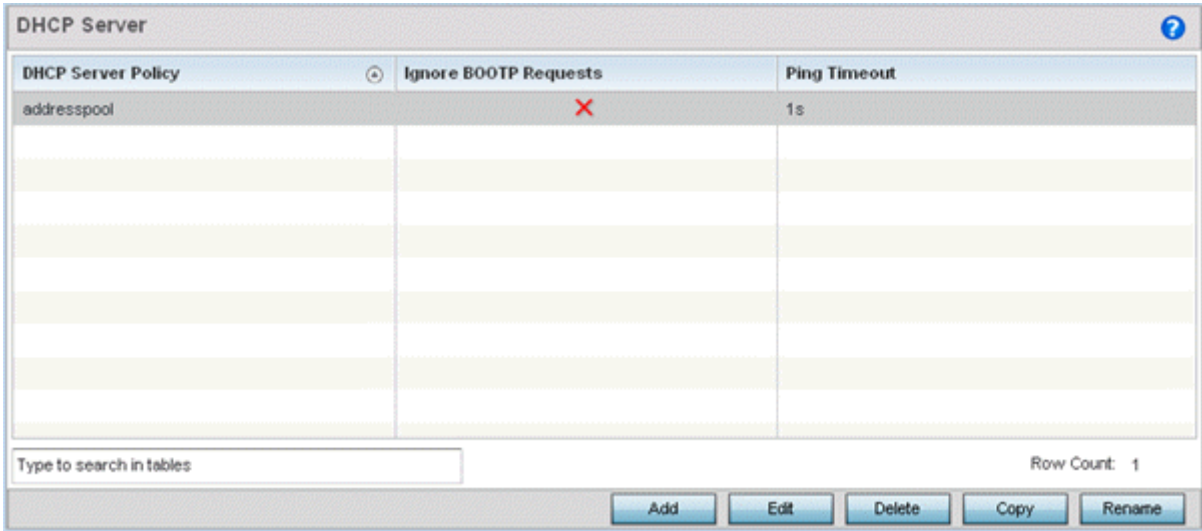 DHCP Server
DHCP Server Policy Ignore BOOTP Requests Ping Timeout
addresspool 1s
Type to search in tables Row Count: 1
Add Edit Delete Copy Rename